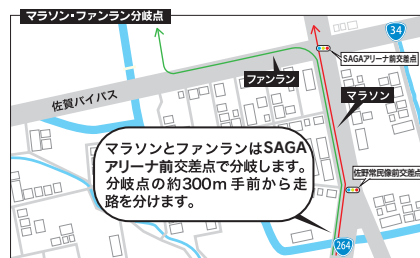 マラソン・ファンラン分岐点
34
SAGAアリーナ前交差点
ファンラン
マラソン
佐賀バイパス
マラソンとファンランはSAGA
アリーナ前交差点で分岐します。
分岐点の約300m手前から走
路を分けます。
佐野常民像前交差点
264